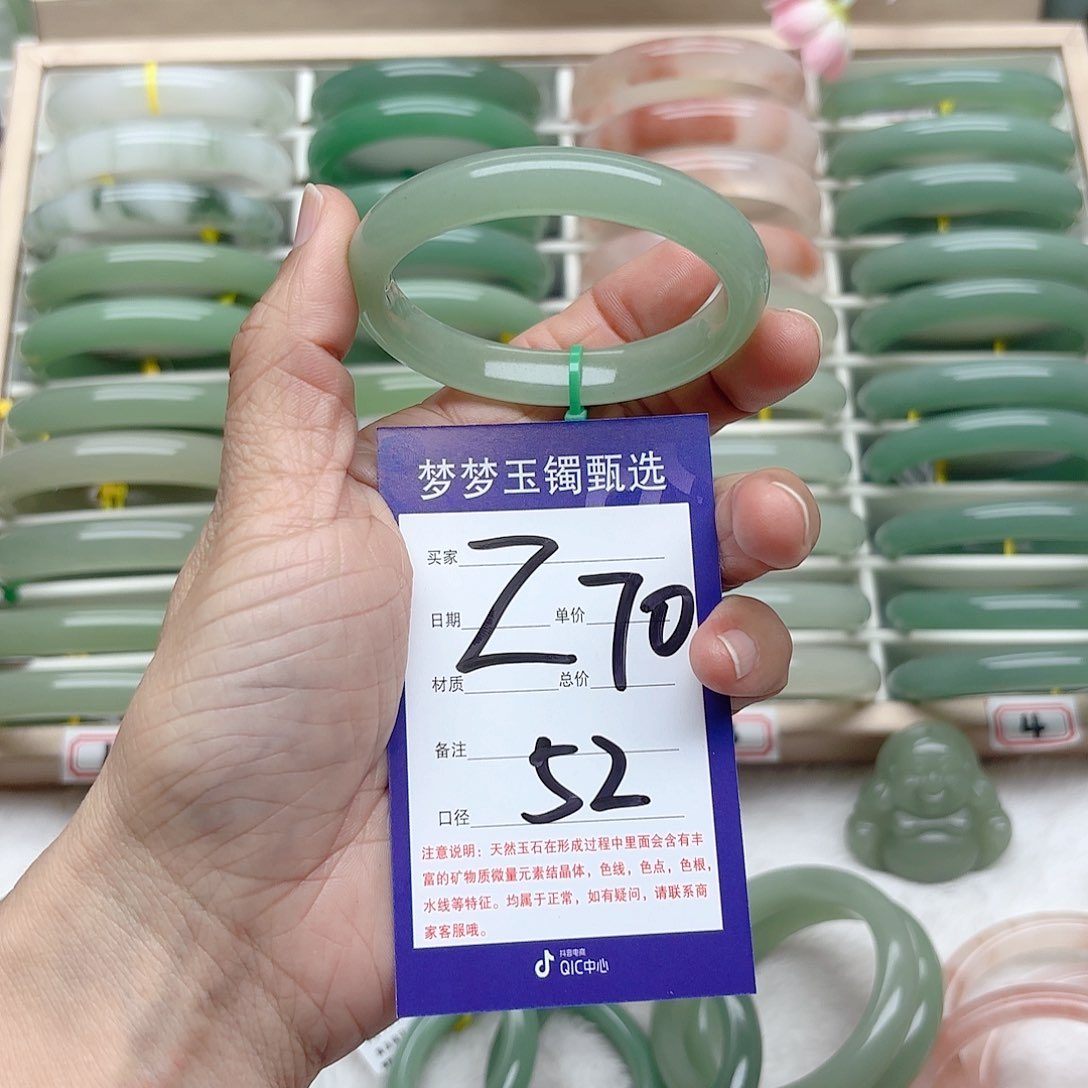 梦梦玉镯甄选
买家
Z70
日期 单价
材质 总价
备注
52
口径
注意说明：天然玉石在形成过程中里面会含有丰
富的矿物质微量元素结晶体，色线，色点，色根，
水线等特征。均属于正常，如有疑问，请联系商
家客服哦。
抖音电商
QIC中心
4